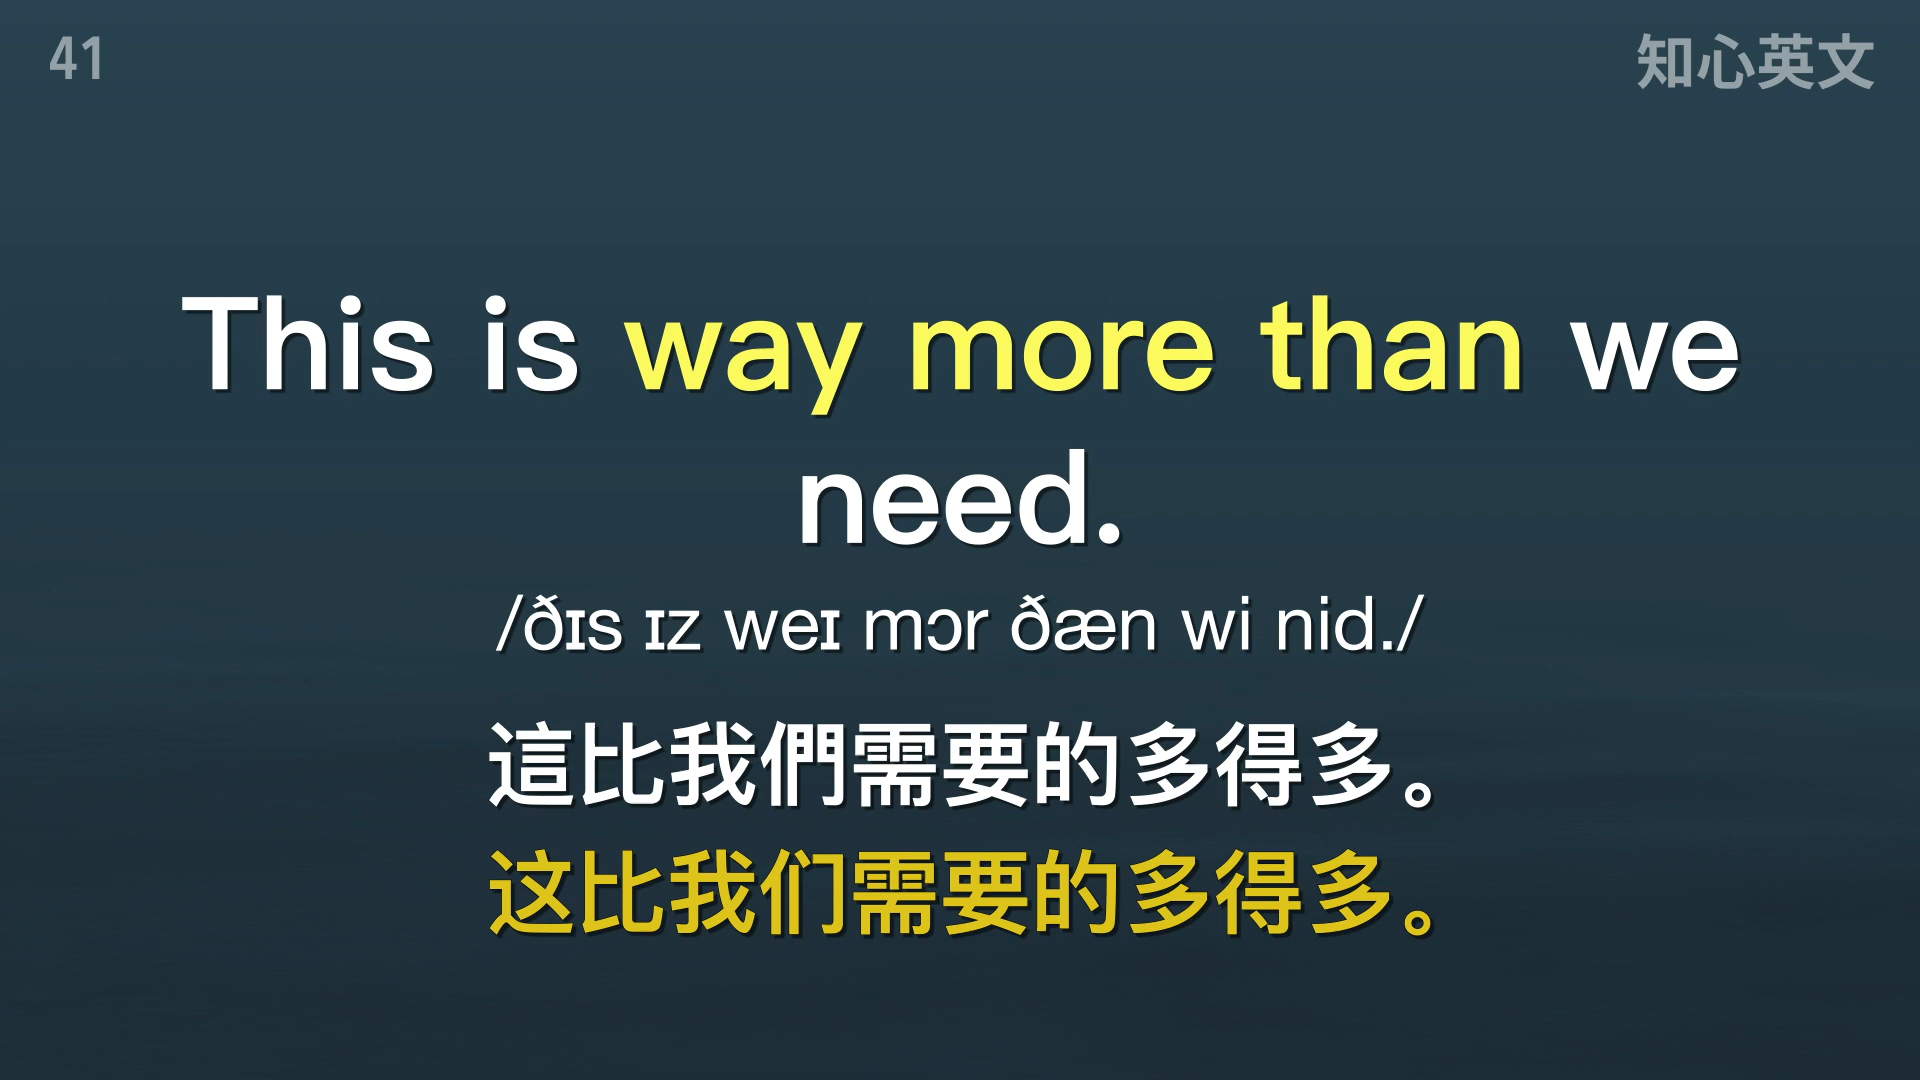 41
知心英文
This is way more than we
need.
/ðɪs ɪz weɪ mɔr ðæn wi nid./
這比我們需要的多得多。
这比我们需要的多得多。